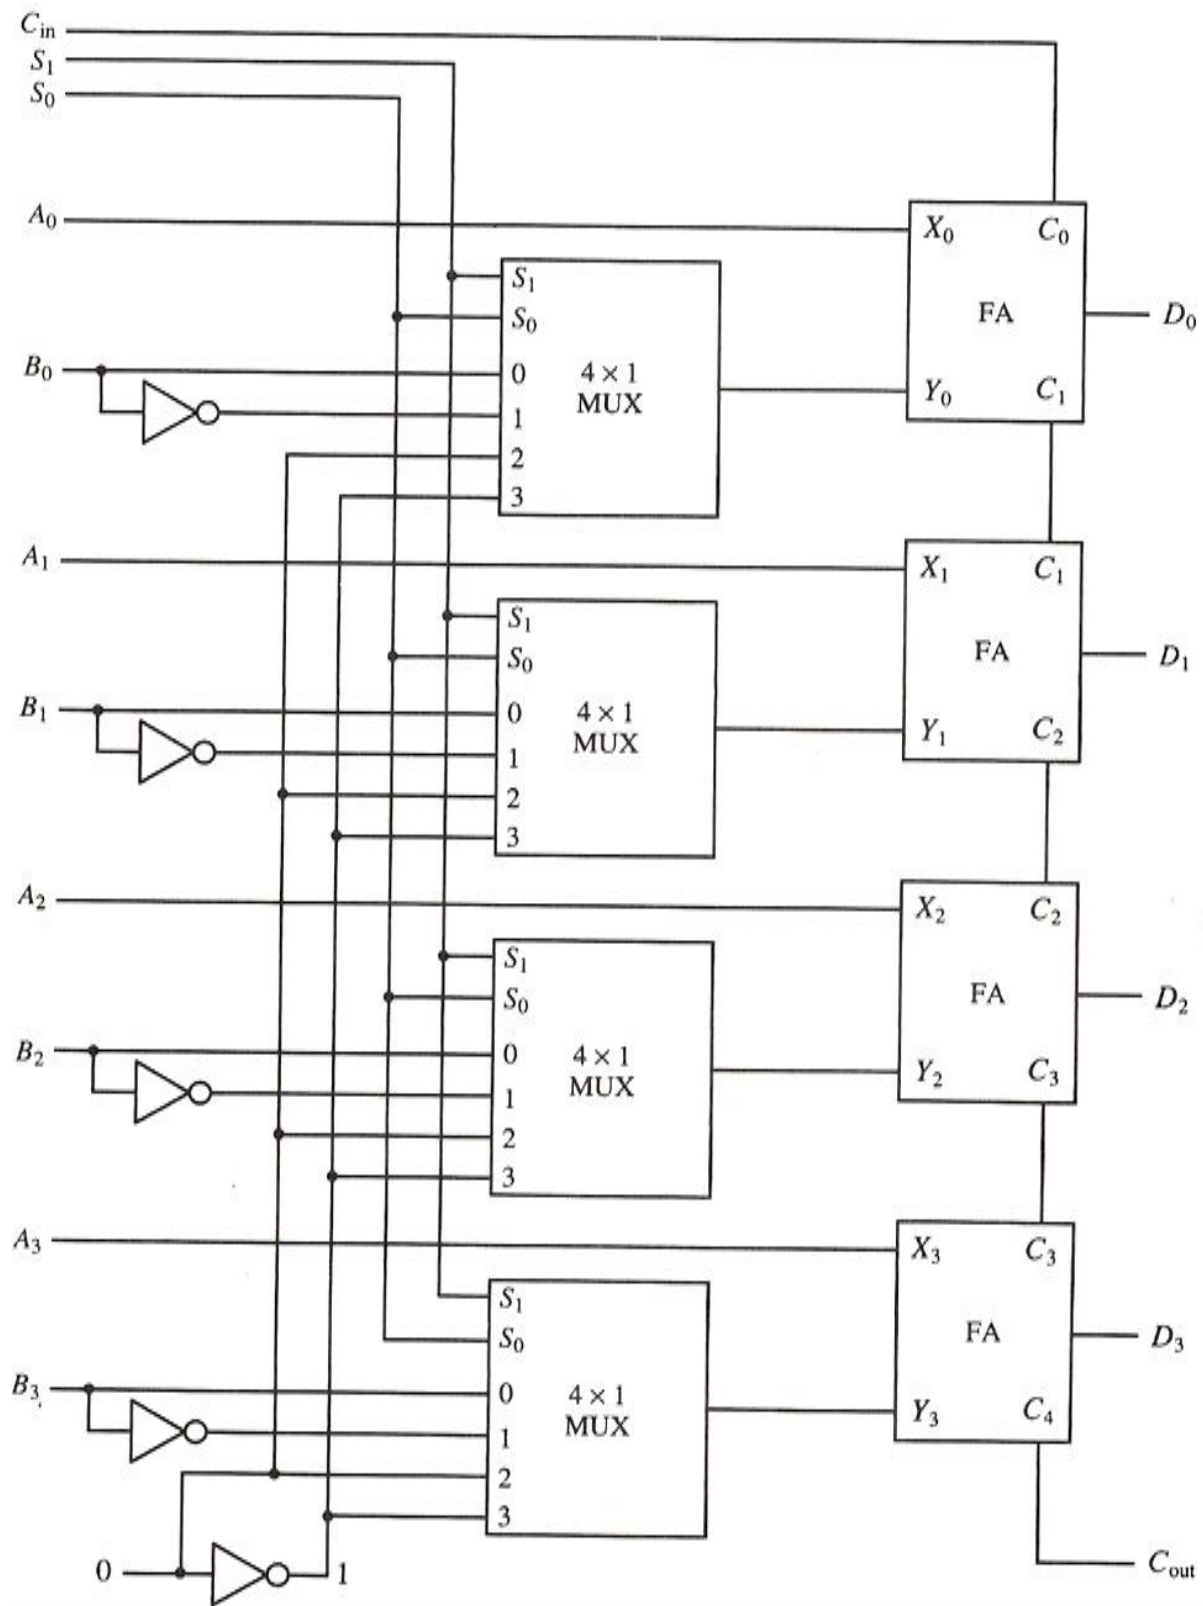 C_in
S_1
S_0
A_0
X_0 C_0
S_1
S_0
FA
D_0
B_0
0
4 × 1
MUX
1
Y_0 C_1
2
3
A_1
X_1 C_1
S_1
S_0
FA
D_1
B_1
0
4 × 1
MUX
1
Y_1 C_2
2
3
A_2
X_2 C_2
S_1
S_0
FA
D_2
B_2
0
4 × 1
MUX
1
Y_2 C_3
2
3
A_3
X_3 C_3
S_1
S_0
FA
D_3
B_3
0
4 × 1
MUX
1
Y_3 C_4
2
3
0
1
C_out